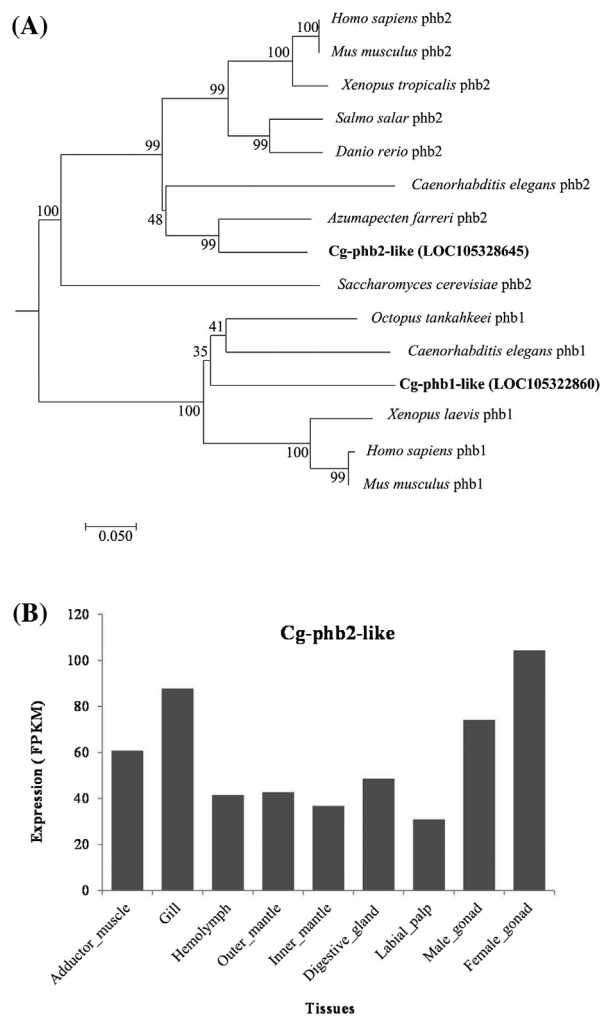 (A)
Homo sapiens phb2
100
Mus musculus phb2
100
Xenopus tropicalis phb2
99
Salmo salar phb2
99
99
Danio rerio phb2
Caenorhabditis elegans phb2
100
48
Azumapecten farreri phb2
99
Cg-phb2-like (LOC105328645)
Saccharomyces cerevisiae phb2
Octopus tankahkeei phb1
41
35
Caenorhabditis elegans phb1
Cg-phb1-like (LOC105322860)
100
Xenopus laevis phb1
100
Homo sapiens phb1
99
Mus musculus phb1
0.050
(B)
Cg-phb2-like
120
100
80
60
40
20
0
Expression ( FPKM)
Adductor_muscle
Gill
Hemolymph
Outer_mantle
Inner_mantle
Digestive_gland
Labial_palp
Male_gonad
Female_gonad
Tissues